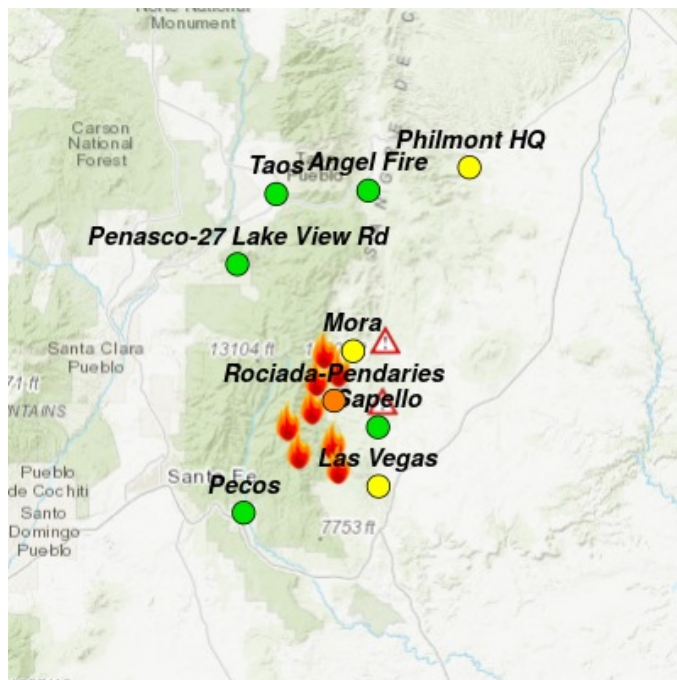 Monument
Carson
National
Forest
Philmont HQ
Taos
Angel Fire
Pueblo
Penasco-27 Lake View Rd
Mora
Santa Clara
Pueblo
13104 ft
Rociada-Pendaries
Sapello
Las Vegas
Santa Fe
Pecos
Pueblo
de Cochiti
Santo
Domingo
Pueblo
7753 ft